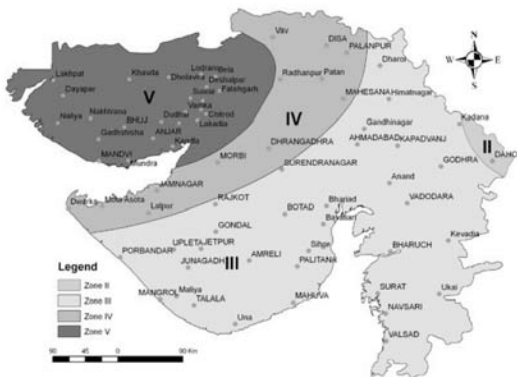 Vav
DISA
PALANPUR
Dharoi
N
W E
S
Lakhpat
Khavda
Lodrani
Dholavira
Deshalpar
Fatehgarh
Radhanpur
Patan
Dayapar
V
Suvai
Vamka
MAHESANA
Himatnagar
Naliya
Nakhtrana
BHUJ
Dudhai
Chitrod
Lakadia
IV
Kadana
Gadhshisha
ANJAR
Gandhinagar
II
Kandla
DHRANGADHRA
AHMADABAD
KAPADVANJ
DAHOD
MANDVI
Mundra
MORBI
SURENDRANAGAR
GODHRA
JAMNAGAR
Anand
Dwarka
Lalpur
RAJKOT
Bharlad
VADODARA
BOTAD
GONDAL
Kevadia
PORBANDAR
UPLETA
JETPUR
Sihor
BHARUCH
Legend
JUNAGADH
III
AMRELI
PALITANA
Zone II
Zone III
MANGROL
Maliya
TALALA
MAHUVA
SURAT
Ukai
Zone IV
Una
NAVSARI
Zone V
VALSAD
90 45 0 90 Km